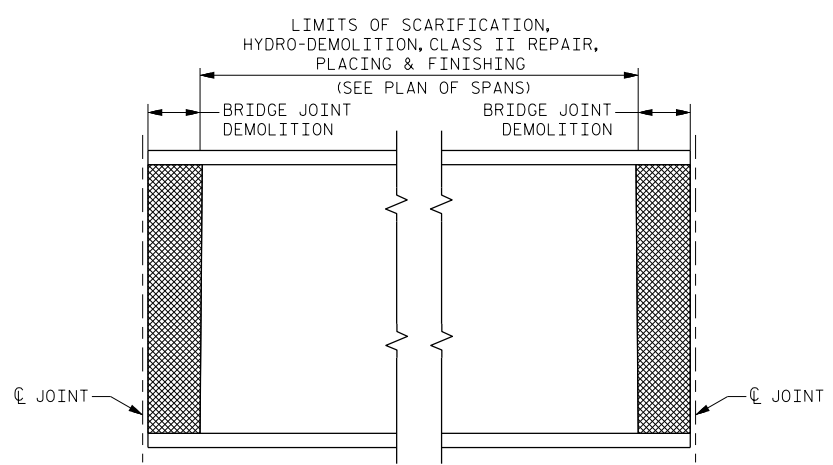 LIMITS OF SCARIFICATION,
HYDRO-DEMOLITION, CLASS II REPAIR,
PLACING & FINISHING
(SEE PLAN OF SPANS)
BRIDGE JOINT
DEMOLITION
BRIDGE JOINT
DEMOLITION
℄ JOINT
℄ JOINT